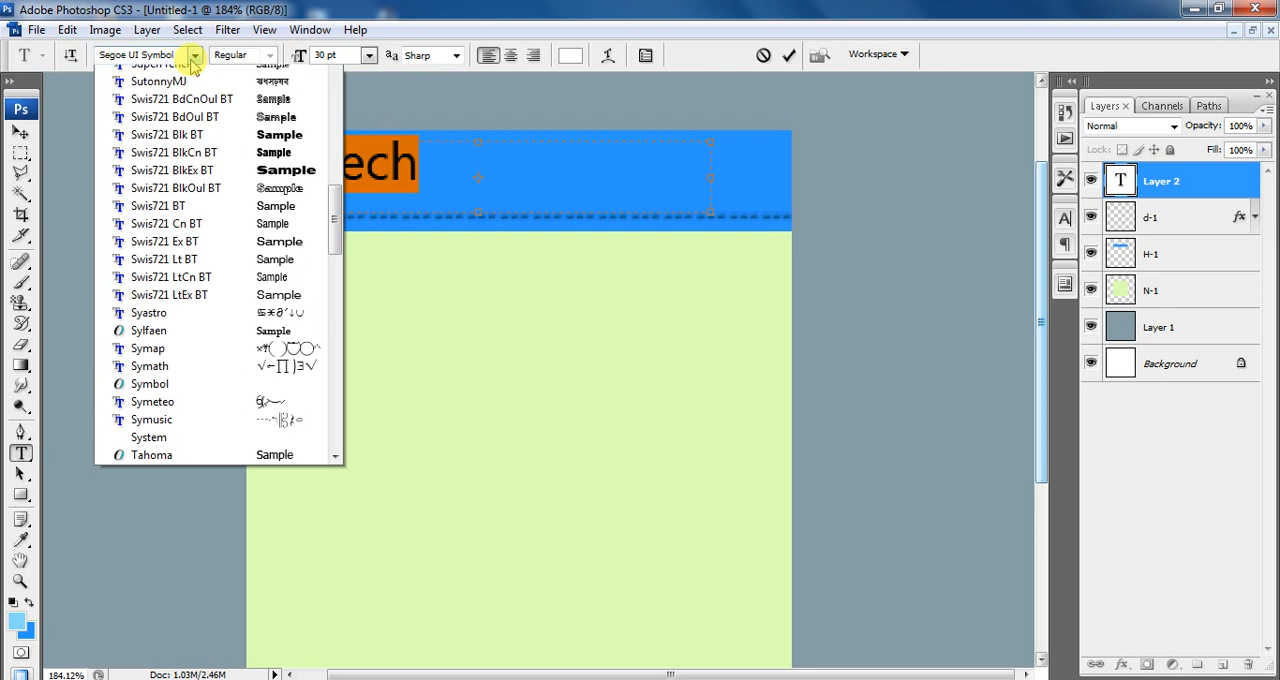 Adobe Photoshop CS3 - [Untitled-1 @ 184% (RGB/8)]
File Edit Image Layer Select Filter View Window Help
Segoe UI Symbol Regular 30 pt Sharp Workspace
SutonnyMJ
Swis721 BdCnOul BT Sample
Swis721 BdOul BT Sample
Swis721 Blk BT Sample
Swis721 BlkCn BT Sample
Swis721 BlkEx BT Sample
Swis721 BlkOul BT Sample
Swis721 BT Sample
Swis721 Cn BT Sample
Swis721 Ex BT Sample
Swis721 Lt BT Sample
Swis721 LtCn BT Sample
Swis721 LtEx BT Sample
Syastro
Sylfaen Sample
Symap
Symath
Symbol
Symeteo
Symusic
System
Tahoma Sample
ech
Layers Channels Paths
Normal Opacity: 100%
Lock: Fill: 100%
T Layer 2
d-1 fx
H-1
N-1
Layer 1
Background
184.12% Doc: 1.03M/2.46M